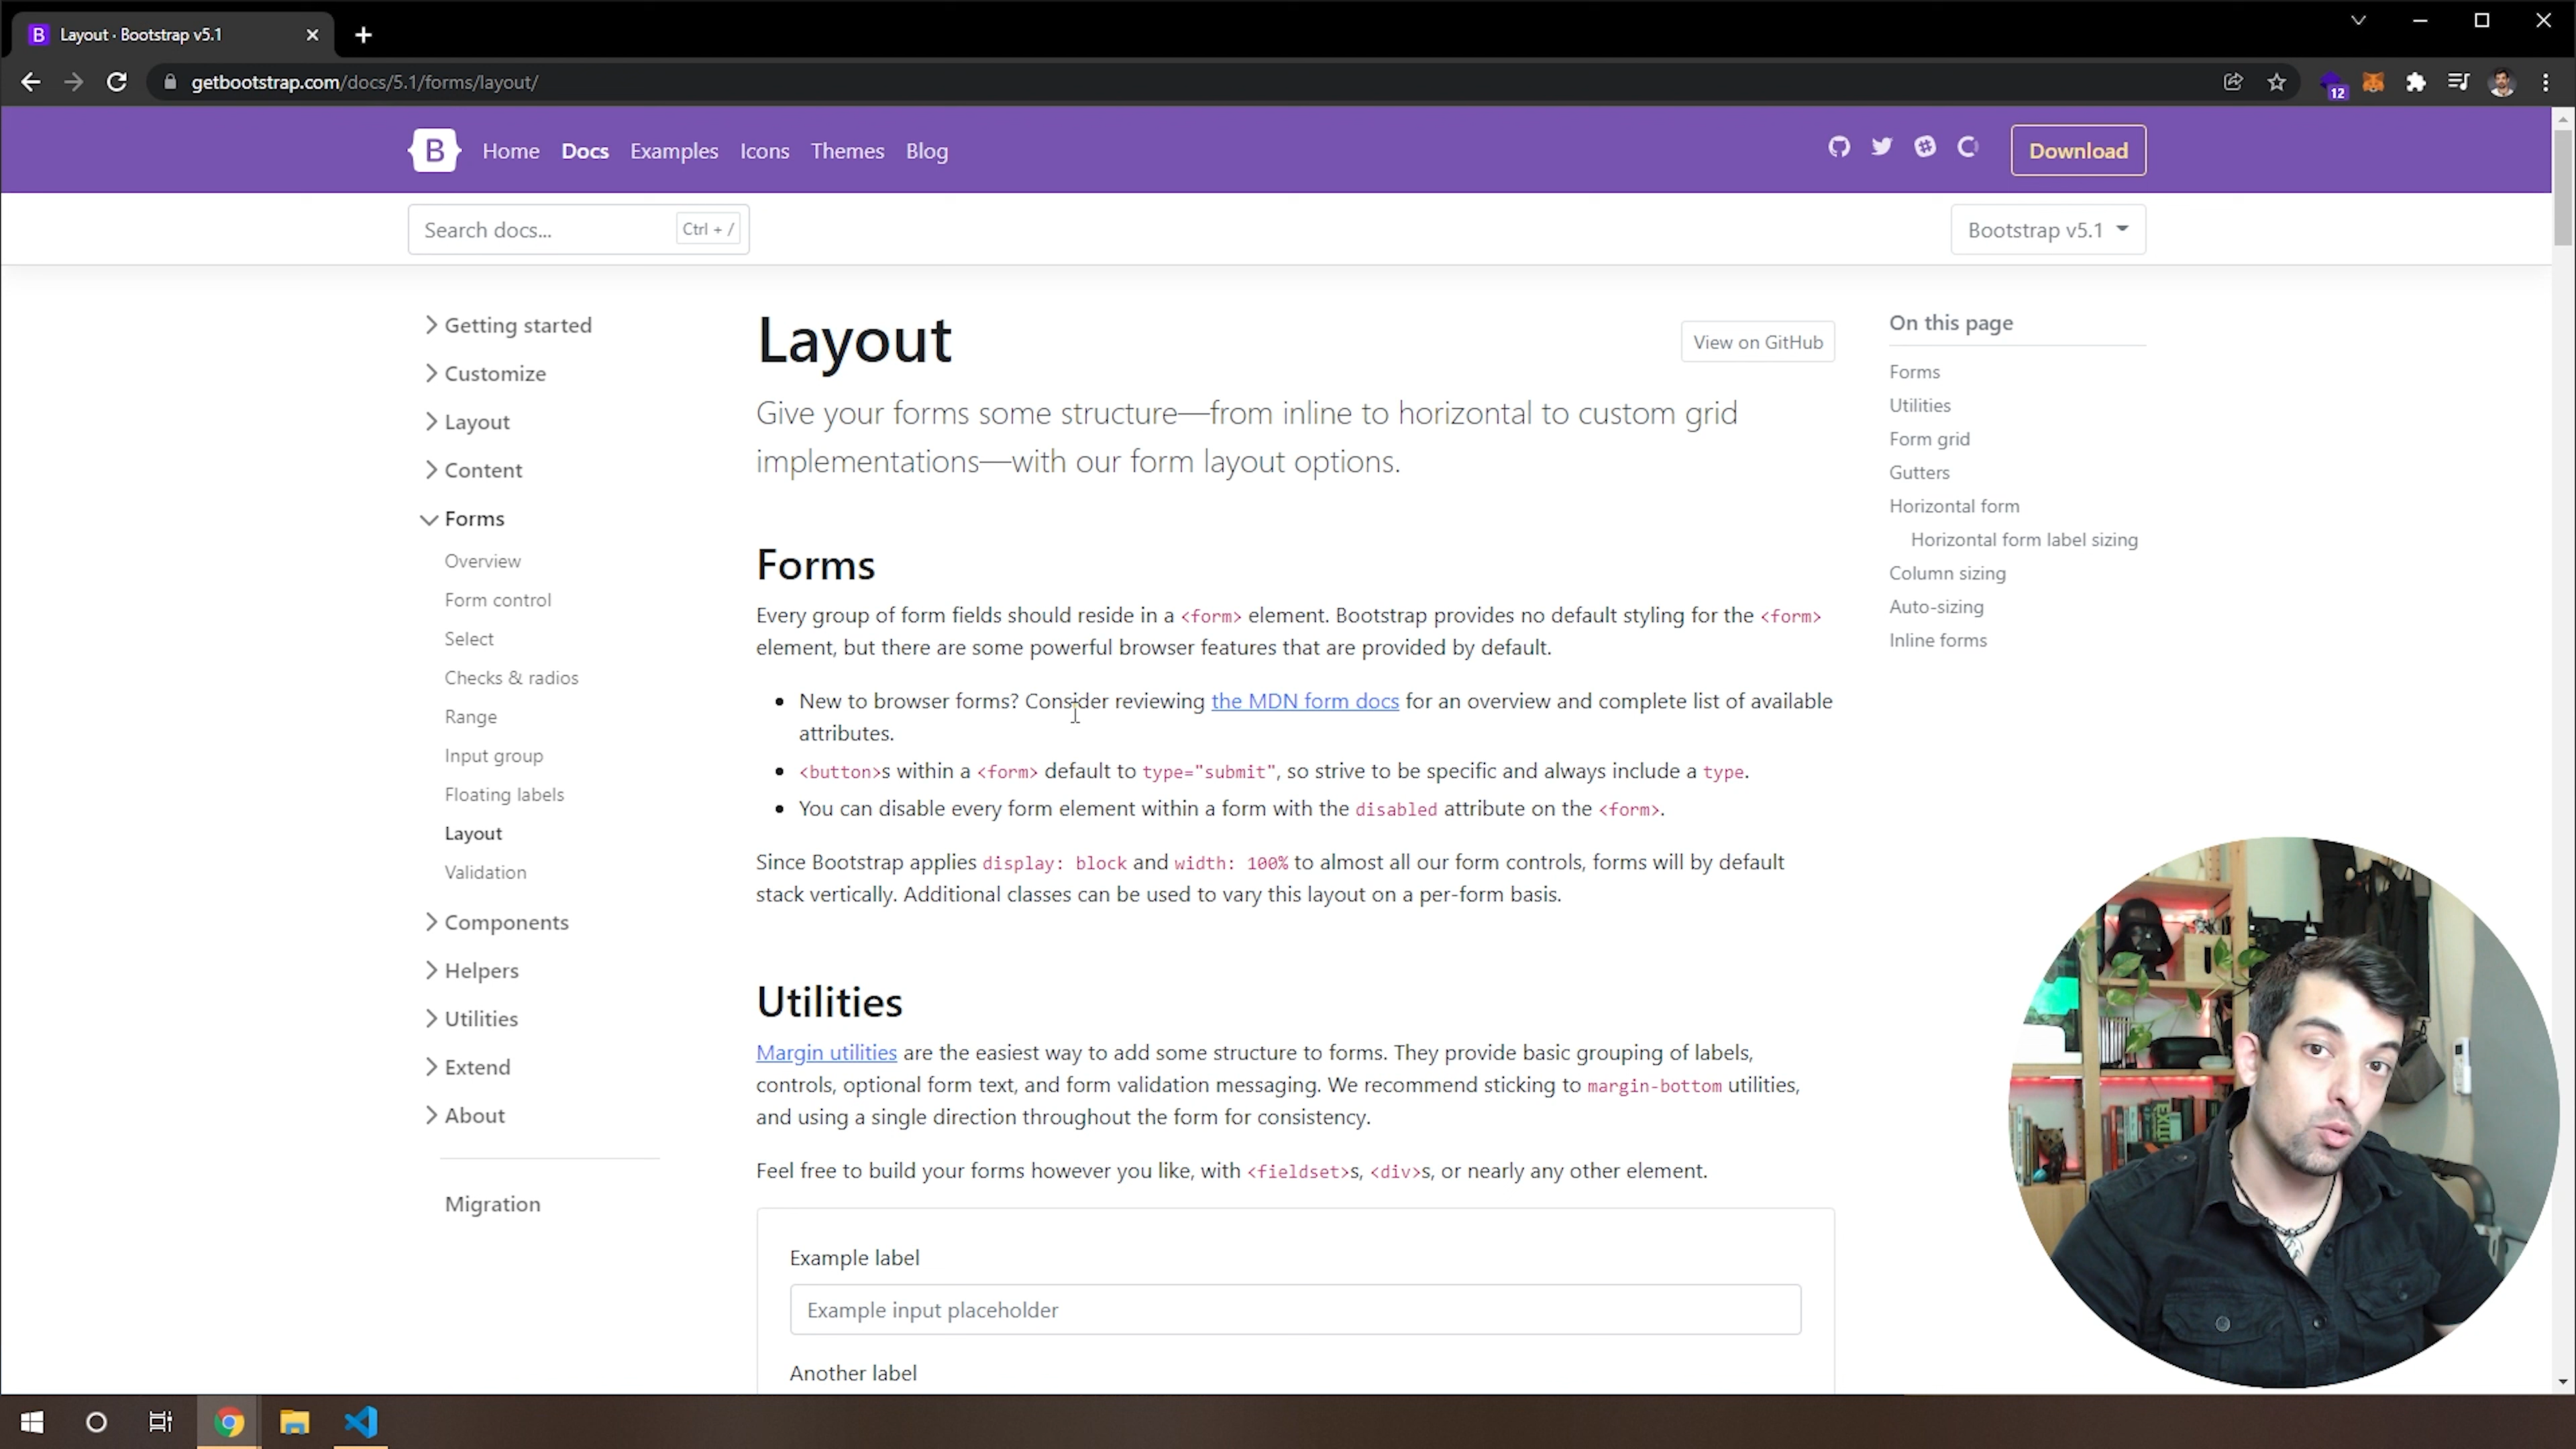 Layout · Bootstrap v5.1
getbootstrap.com/docs/5.1/forms/layout/
12
B
Home Docs Examples Icons Themes Blog
Download
Search docs... Ctrl + /
Bootstrap v5.1
Getting started
Customize
Layout
Content
Forms
Overview
Form control
Select
Checks & radios
Range
Input group
Floating labels
Layout
Validation
Components
Helpers
Utilities
Extend
About
Migration
Layout
View on GitHub
Give your forms some structure—from inline to horizontal to custom grid
implementations—with our form layout options.
Forms
Every group of form fields should reside in a <form> element. Bootstrap provides no default styling for the <form>
element, but there are some powerful browser features that are provided by default.
New to browser forms? Consider reviewing the MDN form docs for an overview and complete list of available
attributes.
<button>s within a <form> default to type="submit", so strive to be specific and always include a type.
You can disable every form element within a form with the disabled attribute on the <form>.
Since Bootstrap applies display: block and width: 100% to almost all our form controls, forms will by default
stack vertically. Additional classes can be used to vary this layout on a per-form basis.
Utilities
Margin utilities are the easiest way to add some structure to forms. They provide basic grouping of labels,
controls, optional form text, and form validation messaging. We recommend sticking to margin-bottom utilities,
and using a single direction throughout the form for consistency.
Feel free to build your forms however you like, with <fieldset>s, <div>s, or nearly any other element.
Example label
Example input placeholder
Another label
On this page
Forms
Utilities
Form grid
Gutters
Horizontal form
Horizontal form label sizing
Column sizing
Auto-sizing
Inline forms